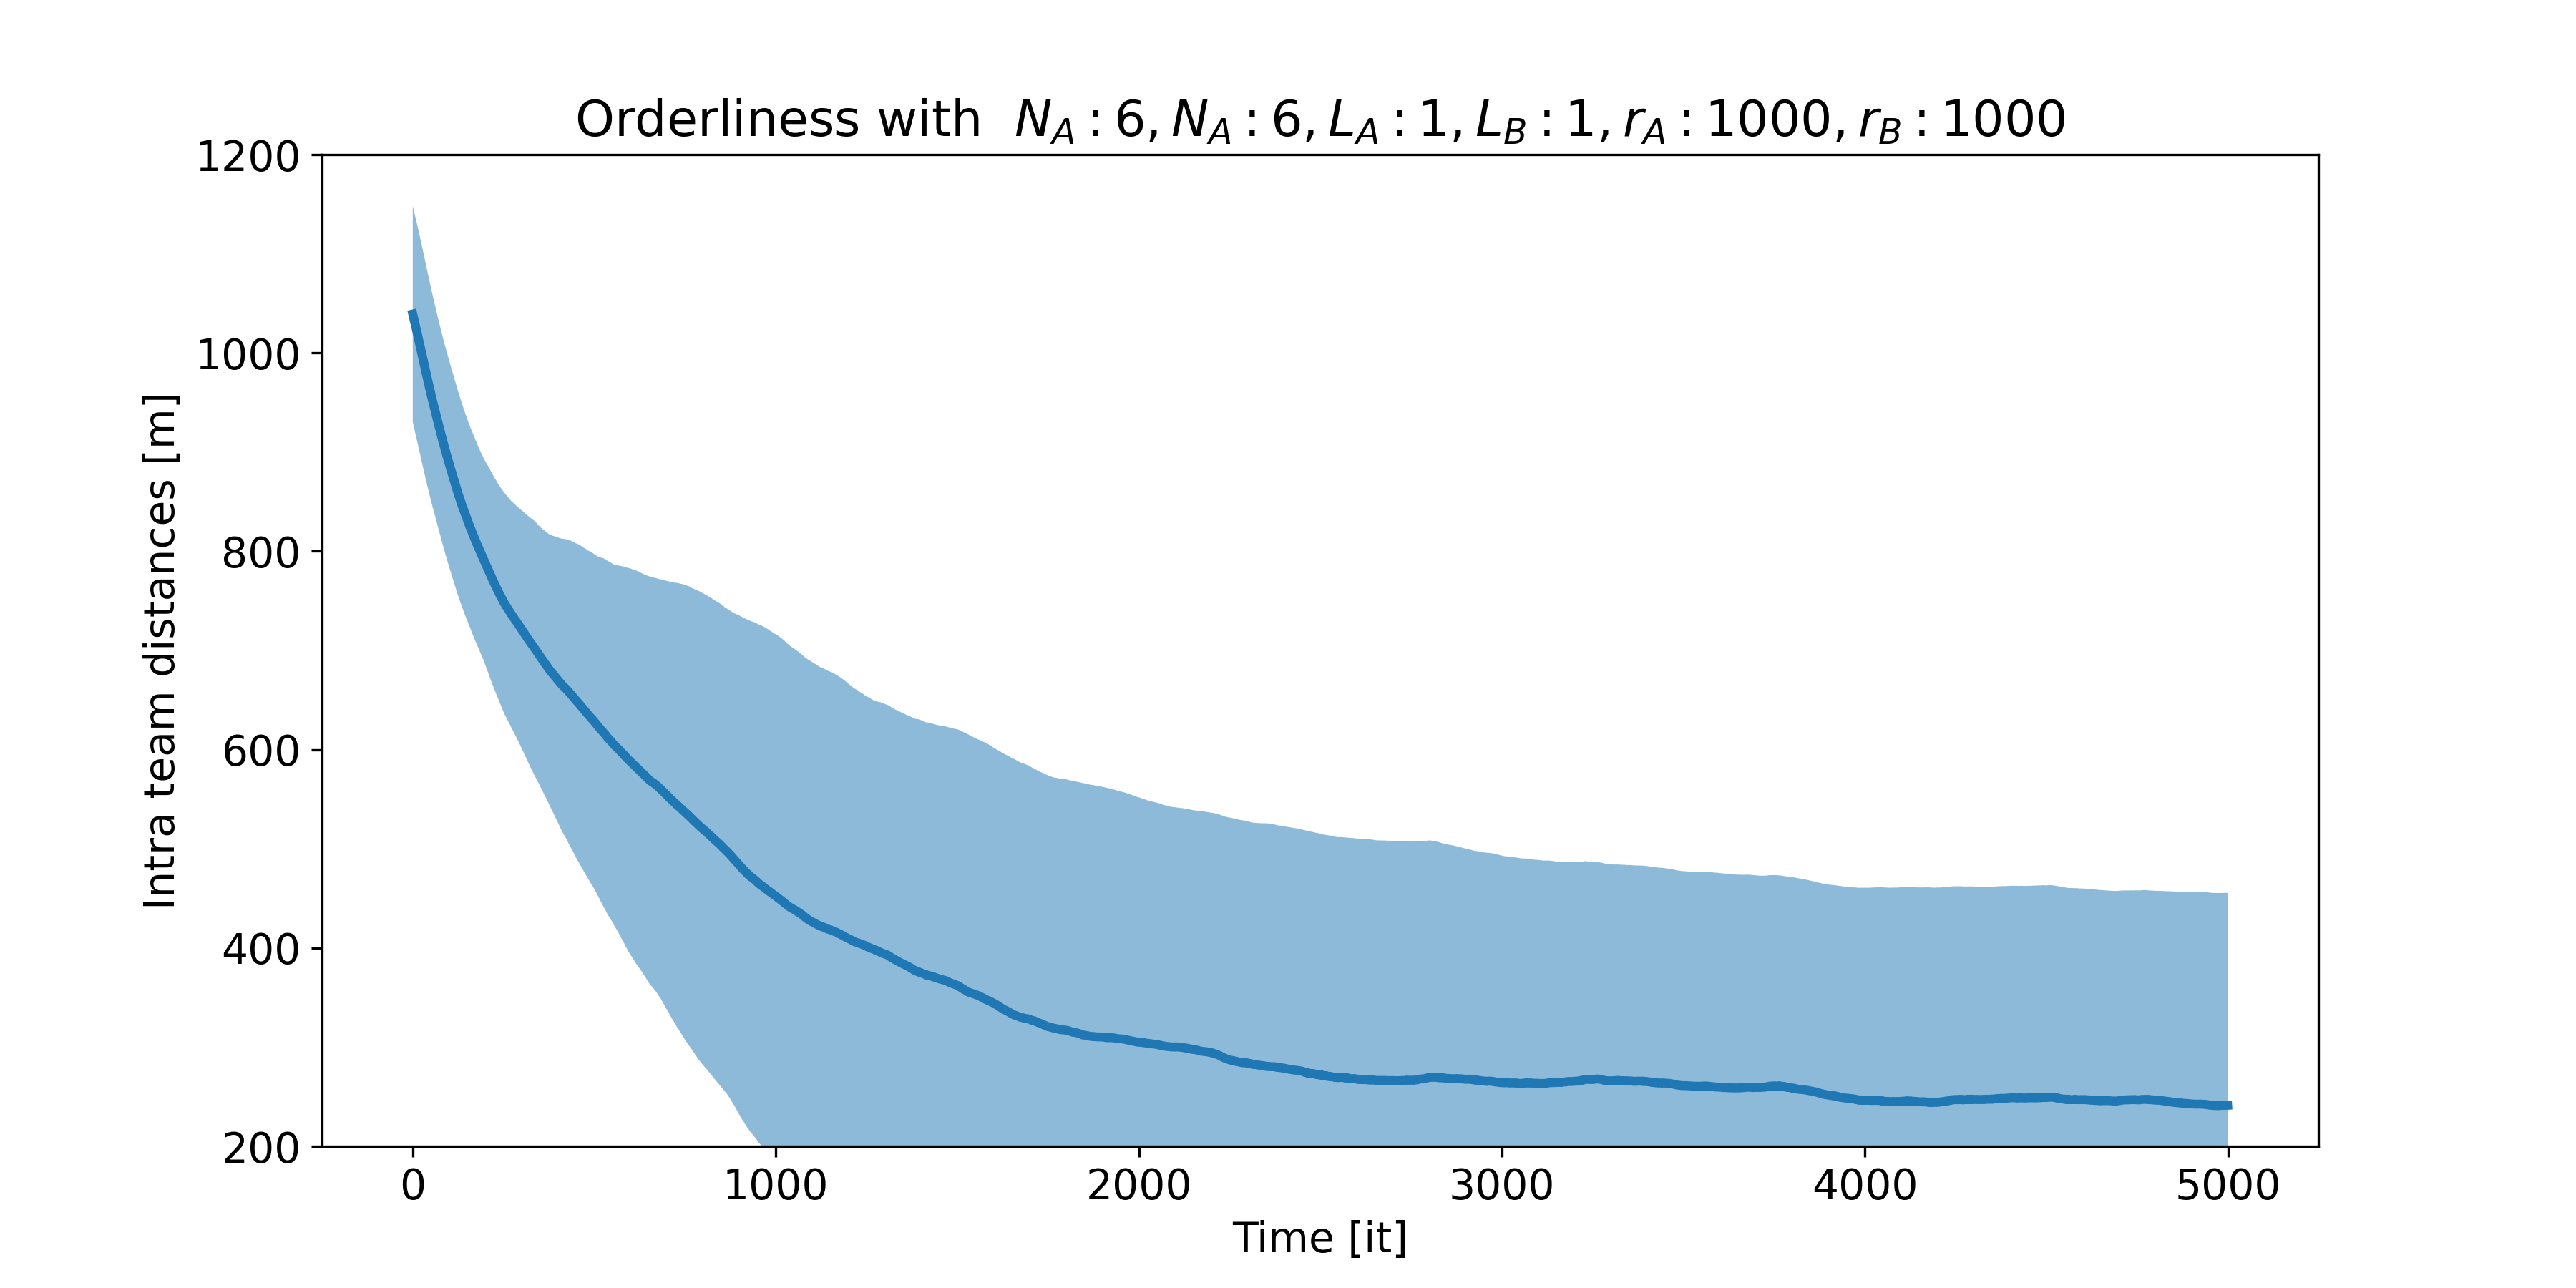 Orderliness with N_A : 6, N_A : 6, L_A : 1, L_B : 1, r_A : 1000, r_B : 1000
1200
1000
800
600
400
200
Intra team distances [m]
0 1000 2000 3000 4000 5000
Time [it]